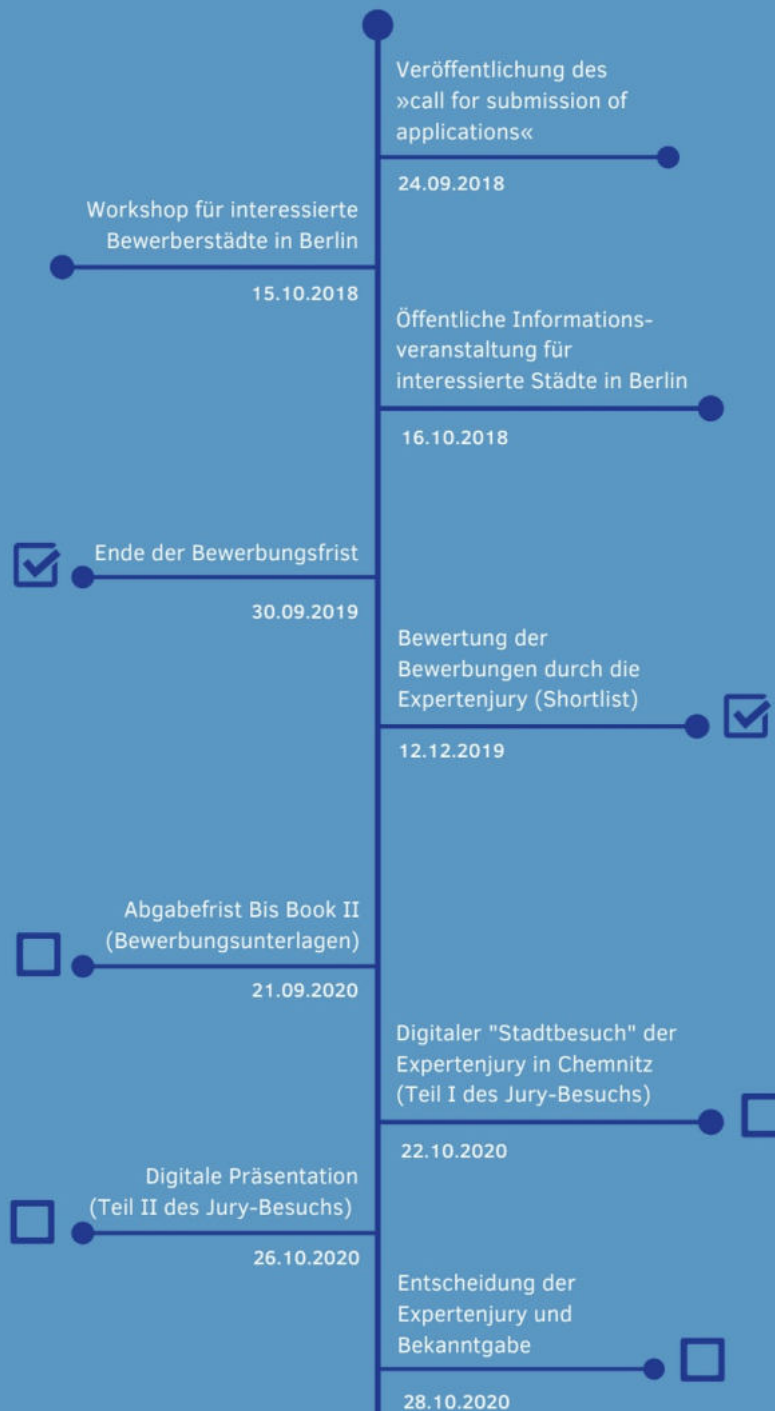 Veröffentlichung des
»call for submission of
applications«
24.09.2018
Workshop für interessierte
Bewerberstädte in Berlin
15.10.2018
Öffentliche Informations-
veranstaltung für
interessierte Städte in Berlin
16.10.2018
Ende der Bewerbungsfrist
30.09.2019
Bewertung der
Bewerbungen durch die
Expertenjury (Shortlist)
12.12.2019
Abgabefrist Bis Book II
(Bewerbungsunterlagen)
21.09.2020
Digitaler "Stadtbesuch" der
Expertenjury in Chemnitz
(Teil I des Jury-Besuchs)
22.10.2020
Digitale Präsentation
(Teil II des Jury-Besuchs)
26.10.2020
Entscheidung der
Expertenjury und
Bekanntgabe
28.10.2020